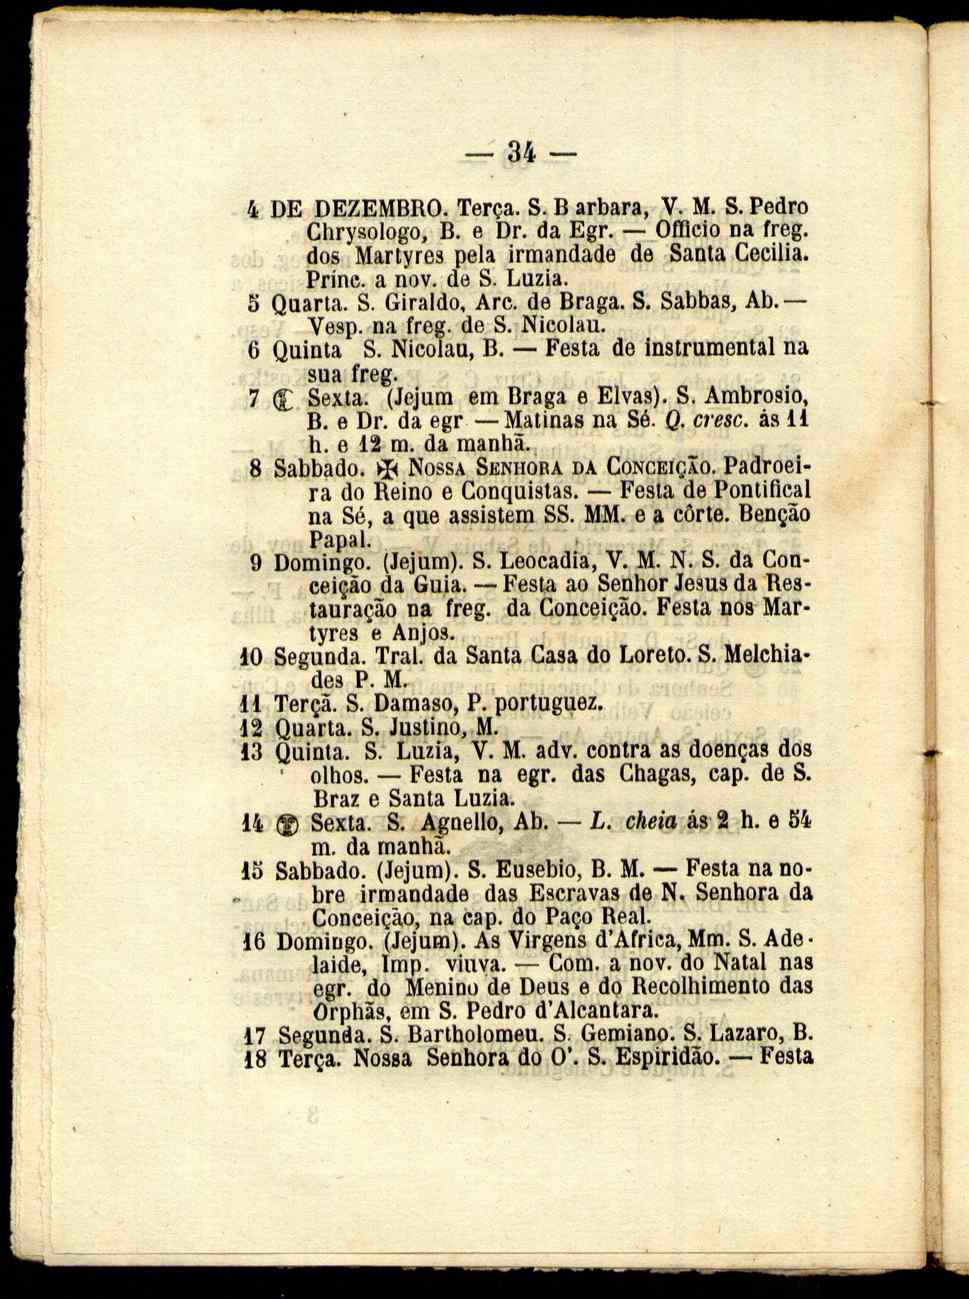 — 34 —
4 DE DEZEMBRO. Terça. S. B arbara, V. M. S. Pedro
Chrysologo, B. e Dr. da Egr. — Officio na freg.
dos Martyres pela irmandade de Santa Cecilia.
Princ. a nov. de S. Luzia.
5 Quarta. S. Giraldo, Arc. de Braga. S. Sabbas, Ab. —
Vesp. na freg. de S. Nicolau.
6 Quinta S. Nicolau, B. — Festa de instrumental na
sua freg.
7 Sexta. (Jejum em Braga e Elvas). S. Ambrosio,
B. e Dr. da egr — Matinas na Sé. Q. cresc. ás 11
h. e 12 m. da manhã.
8 Sabbado. ✠ NOSSA SENHORA DA CONCEIÇÃO. Padroei-
ra do Reino e Conquistas. — Festa de Pontifical
na Sé, a que assistem SS. MM. e a côrte. Benção
Papal.
9 Domingo. (Jejum). S. Leocadia, V. M. N. S. da Con-
ceição da Guia. — Festa ao Senhor Jesus da Res-
tauração na freg. da Conceição. Festa nos Mar-
tyres e Anjos.
10 Segunda. Tral. da Santa Casa do Loreto. S. Melchia-
des P. M.
11 Terçã. S. Damaso, P. portuguez.
12 Quarta. S. Justino, M.
13 Quinta. S. Luzia, V. M. adv. contra as doenças dos
olhos. — Festa na egr. das Chagas, cap. de S.
Braz e Santa Luzia.
14 Sexta. S. Agnello, Ab. — L. cheia ás 2 h. e 54
m. da manhã.
15 Sabbado. (Jejum). S. Eusebio, B. M. — Festa na no-
bre irmandade das Escravas de N. Senhora da
Conceição, na cap. do Paço Real.
16 Domingo. (Jejum). As Virgens d'Africa, Mm. S. Ade-
laide, Imp. viuva. — Com. a nov. do Natal nas
egr. do Menino de Deus e do Recolhimento das
Orphãs, em S. Pedro d'Alcantara.
17 Segunda. S. Bartholomeu. S. Gemiano. S. Lazaro, B.
18 Terça. Nossa Senhora do O'. S. Espiridão. — Festa